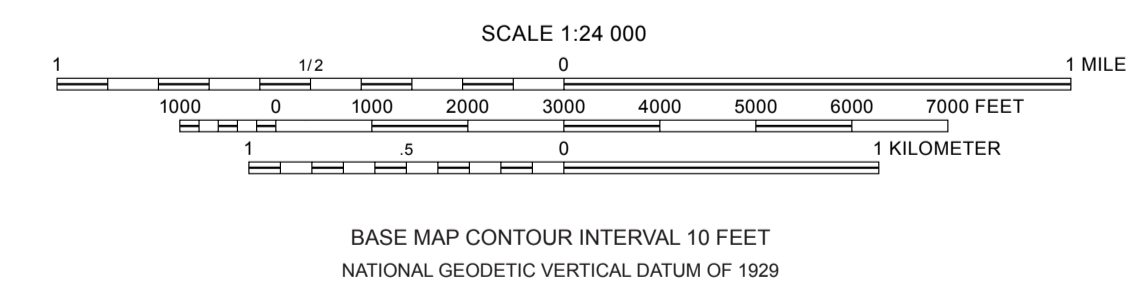 SCALE 1:24 000
1 1/2 0 1 MILE
1000 0 1000 2000 3000 4000 5000 6000 7000 FEET
1 .5 0 1 KILOMETER
BASE MAP CONTOUR INTERVAL 10 FEET
NATIONAL GEODETIC VERTICAL DATUM OF 1929